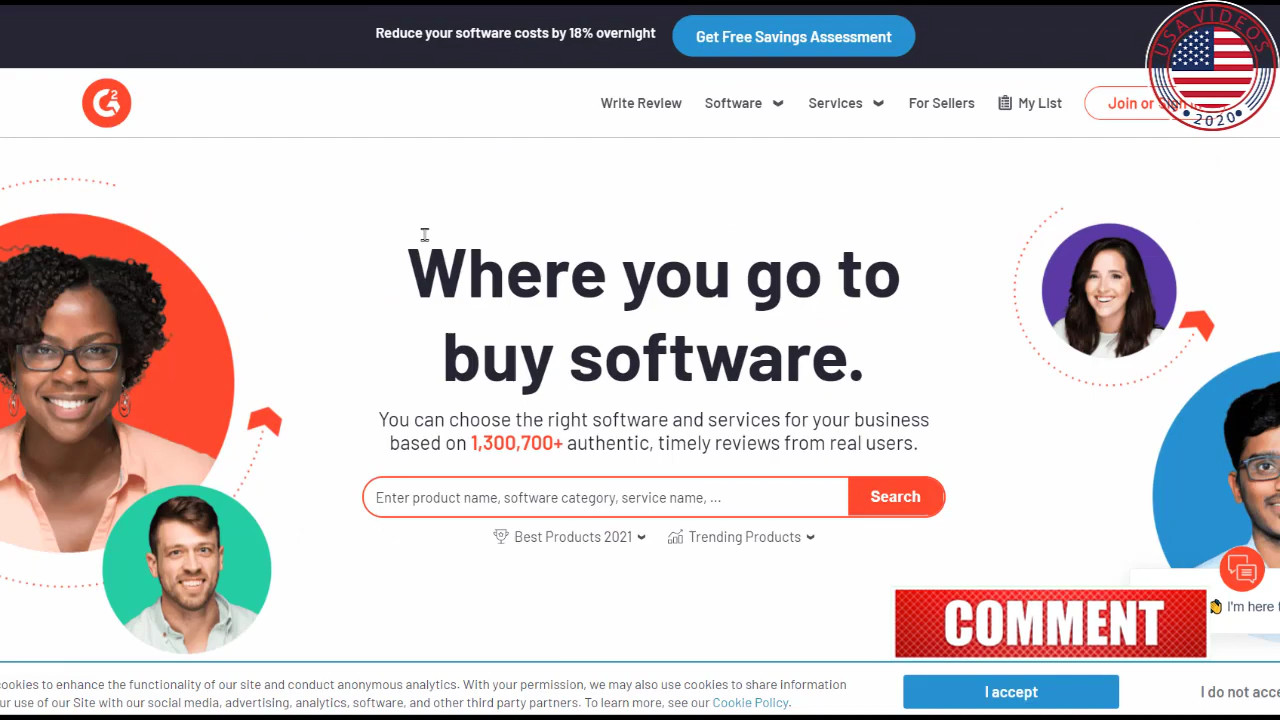 Reduce your software costs by 18% overnight
Get Free Savings Assessment
USA VIDEOS
2020
G2
Write Review
Software
Services
For Sellers
My List
Join or Sign
Where you go to
buy software.
You can choose the right software and services for your business
based on 1,300,700+ authentic, timely reviews from real users.
Enter product name, software category, service name, ...
Search
Best Products 2021
Trending Products
I'm here
COMMENT
ookies to enhance the functionality of our site and conduct anonymous analytics. With your permission, we may also use cookies to share information
ur use of our Site with our social media, advertising, analytics, software, and other third party partners. To learn more, see our Cookie Policy.
I accept
I do not acce